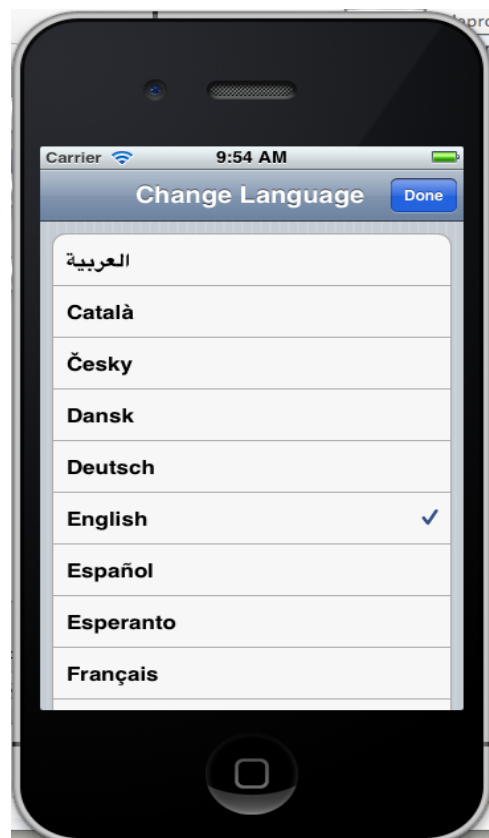 Carrier 9:54 AM
Change Language Done
العربية
Català
Česky
Dansk
Deutsch
English
Español
Esperanto
Français